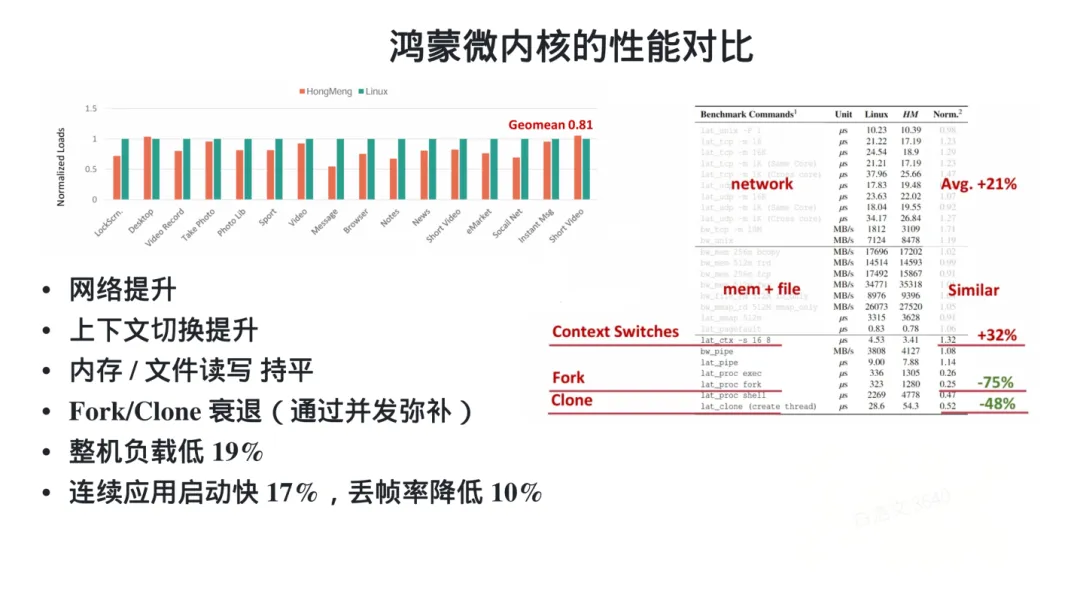 鸿蒙微内核的性能对比
HongMeng Linux
Geomean 0.81
Normalized Loads
1.5
1
0.5
0
LockScrn.
Desktop
Video Record
Take Photo
Photo Lib
Sport
Video
Message
Browser
Notes
News
Short Video
eMarket
Socail Net
Instant Msg
Short Video
• 网络提升
• 上下文切换提升
• 内存 / 文件读写 持平
• Fork/Clone 衰退（通过并发弥补）
• 整机负载低 19%
• 连续应用启动快 17%，丢帧率降低 10%
Benchmark Commands1 Unit Linux HM Norm.2
lat_unix -P 1 μs 10.23 10.39 0.98
lat_tcp -m 16 μs 21.22 17.19 1.23
lat_tcp -m 16K μs 24.54 18.9 1.29
lat_tcp -m 1K (Same Core) μs 21.21 17.19 1.23
lat_tcp -m 1K (Cross core) μs 37.96 25.66 1.47
μs 17.83 19.48
network Avg. +21%
μs 23.63 22.02 1.07
lat_udp -m 1K (Same Core) μs 18.04 19.55 0.92
lat_udp -m 1K (Cross core) μs 34.17 26.84 1.27
bw_tcp -m 10M MB/s 1812 3109 1.71
bw_unix MB/s 7124 8478 1.19
bw_mem 256m bcopy MB/s 17696 17202 1.02
bw_mem 512m frd MB/s 14514 14593 0.99
bw_mem 256m fcp MB/s 17492 15867 0.91
MB/s 34771 35318
mem + file Similar
MB/s 8976 9396
bw_mmap_rd 512M mmap_only MB/s 26073 27520 1.05
lat_mmap 512m μs 3315 3628 0.91
lat_pagefault μs 0.83 0.78 1.06
Context Switches lat_ctx -s 16 8 μs 4.53 3.41 1.32 +32%
bw_pipe MB/s 3808 4127 1.08
lat_pipe μs 9.00 7.88 1.14
lat_proc exec μs 336 1305 0.26
Fork lat_proc fork μs 323 1280 0.25 -75%
lat_proc shell μs 2269 4778 0.47
Clone lat_clone (create thread) μs 28.6 54.3 0.52 -48%